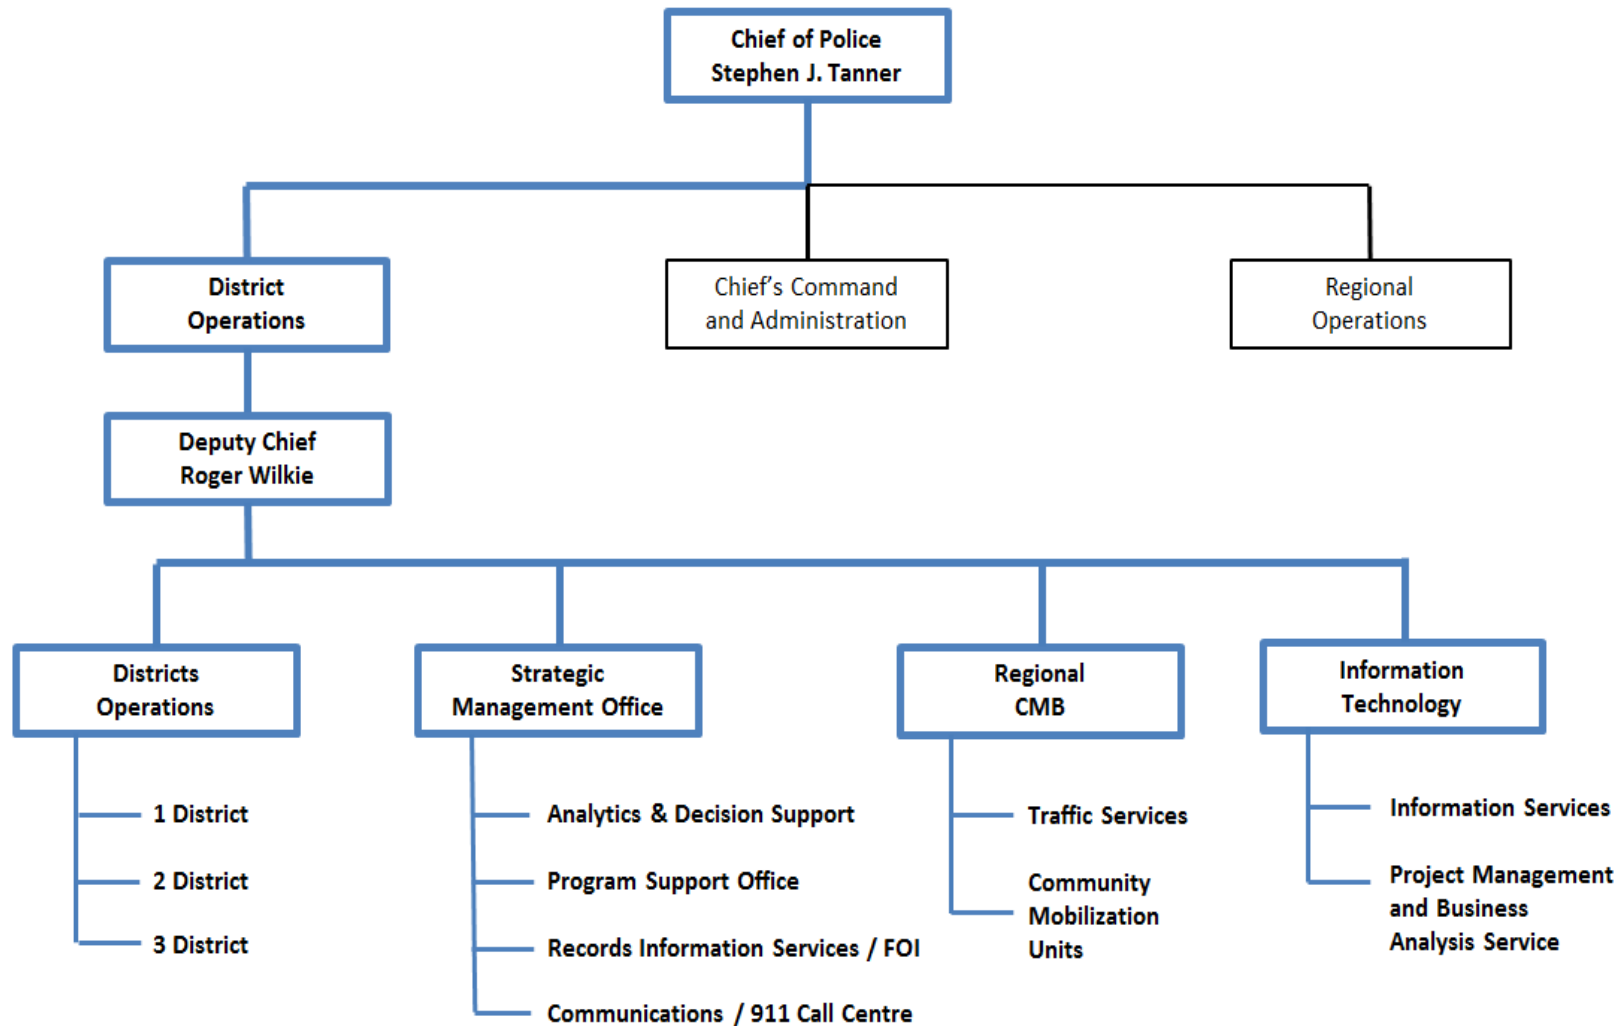 Chief of Police
Stephen J. Tanner
District
Operations
Chief's Command
and Administration
Regional
Operations
Deputy Chief
Roger Wilkie
Districts
Operations
1 District
2 District
3 District
Strategic
Management Office
Analytics & Decision Support
Program Support Office
Records Information Services / FOI
Communications / 911 Call Centre
Regional
CMB
Traffic Services
Community
Mobilization
Units
Information
Technology
Information Services
Project Management
and Business
Analysis Service